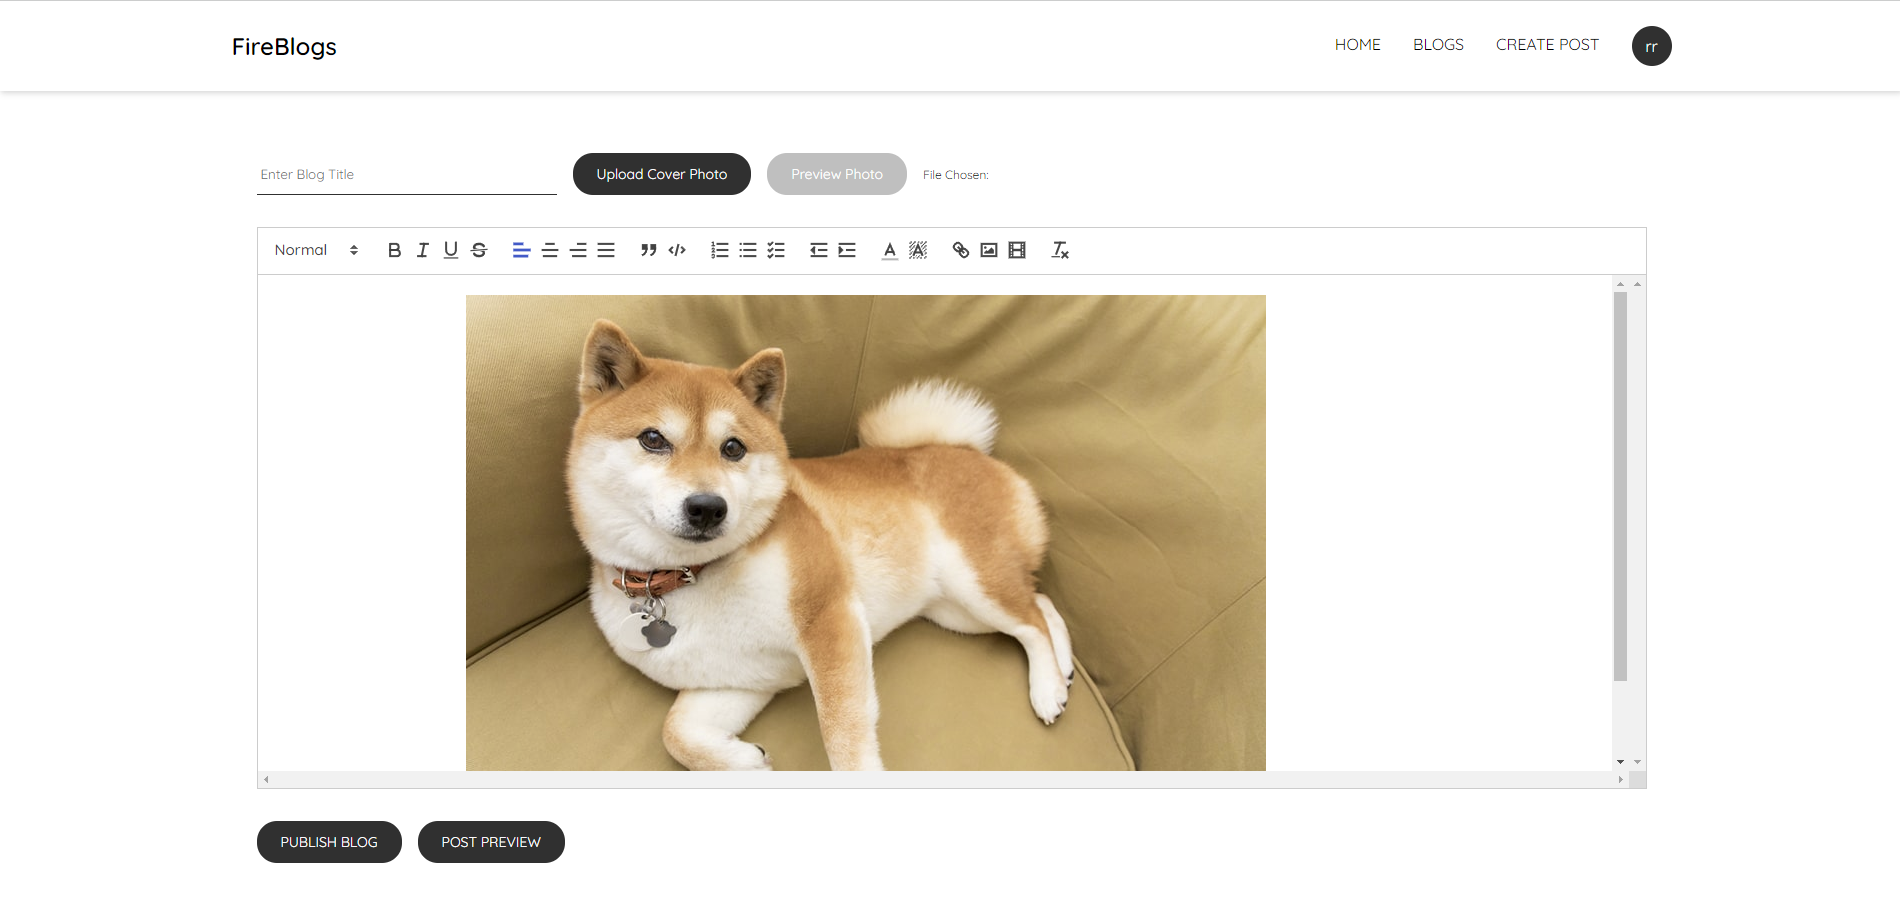 FireBlogs
HOME BLOGS CREATE POST rr
Enter Blog Title Upload Cover Photo Preview Photo File Chosen:
Normal
PUBLISH BLOG POST PREVIEW